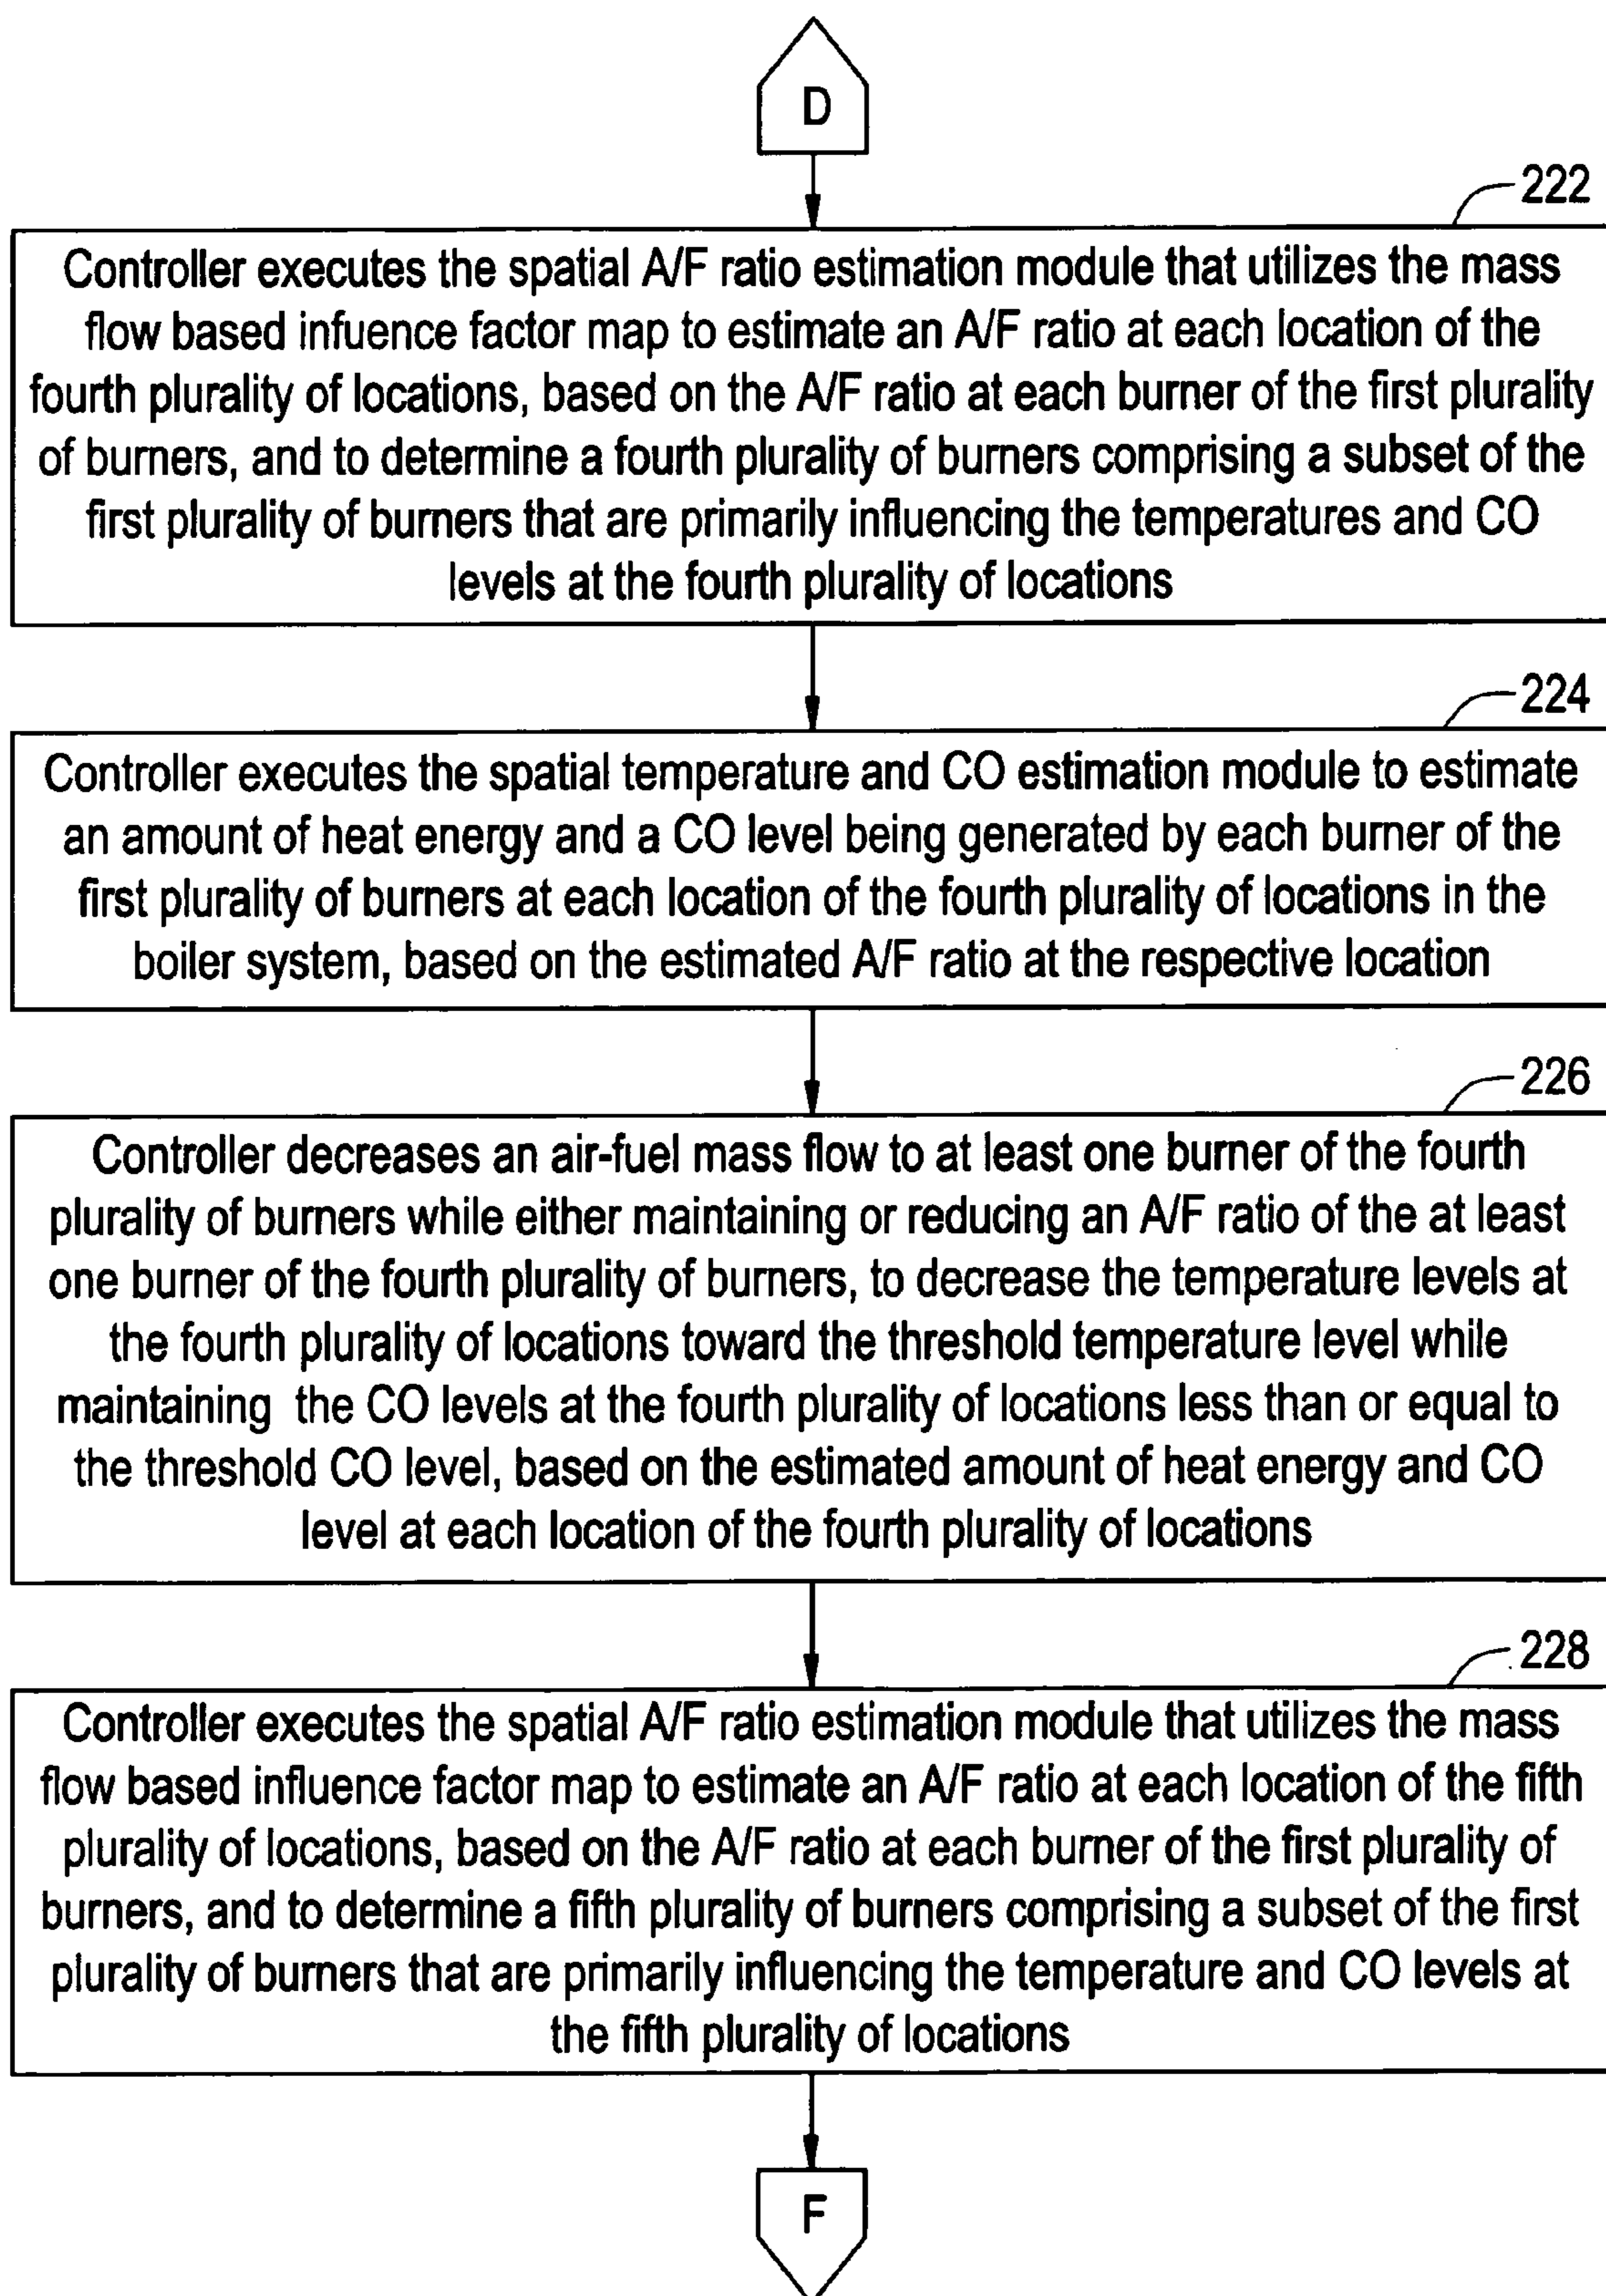 D
222
Controller executes the spatial A/F ratio estimation module that utilizes the mass
flow based infuence factor map to estimate an A/F ratio at each location of the
fourth plurality of locations, based on the A/F ratio at each burner of the first plurality
of burners, and to determine a fourth plurality of burners comprising a subset of the
first plurality of burners that are primarily influencing the temperatures and CO
levels at the fourth plurality of locations
224
Controller executes the spatial temperature and CO estimation module to estimate
an amount of heat energy and a CO level being generated by each burner of the
first plurality of burners at each location of the fourth plurality of locations in the
boiler system, based on the estimated A/F ratio at the respective location
226
Controller decreases an air-fuel mass flow to at least one burner of the fourth
plurality of burners while either maintaining or reducing an A/F ratio of the at least
one burner of the fourth plurality of burners, to decrease the temperature levels at
the fourth plurality of locations toward the threshold temperature level while
maintaining the CO levels at the fourth plurality of locations less than or equal to
the threshold CO level, based on the estimated amount of heat energy and CO
level at each location of the fourth plurality of locations
228
Controller executes the spatial A/F ratio estimation module that utilizes the mass
flow based influence factor map to estimate an A/F ratio at each location of the fifth
plurality of locations, based on the A/F ratio at each burner of the first plurality of
burners, and to determine a fifth plurality of burners comprising a subset of the first
plurality of burners that are primarily influencing the temperature and CO levels at
the fifth plurality of locations
F